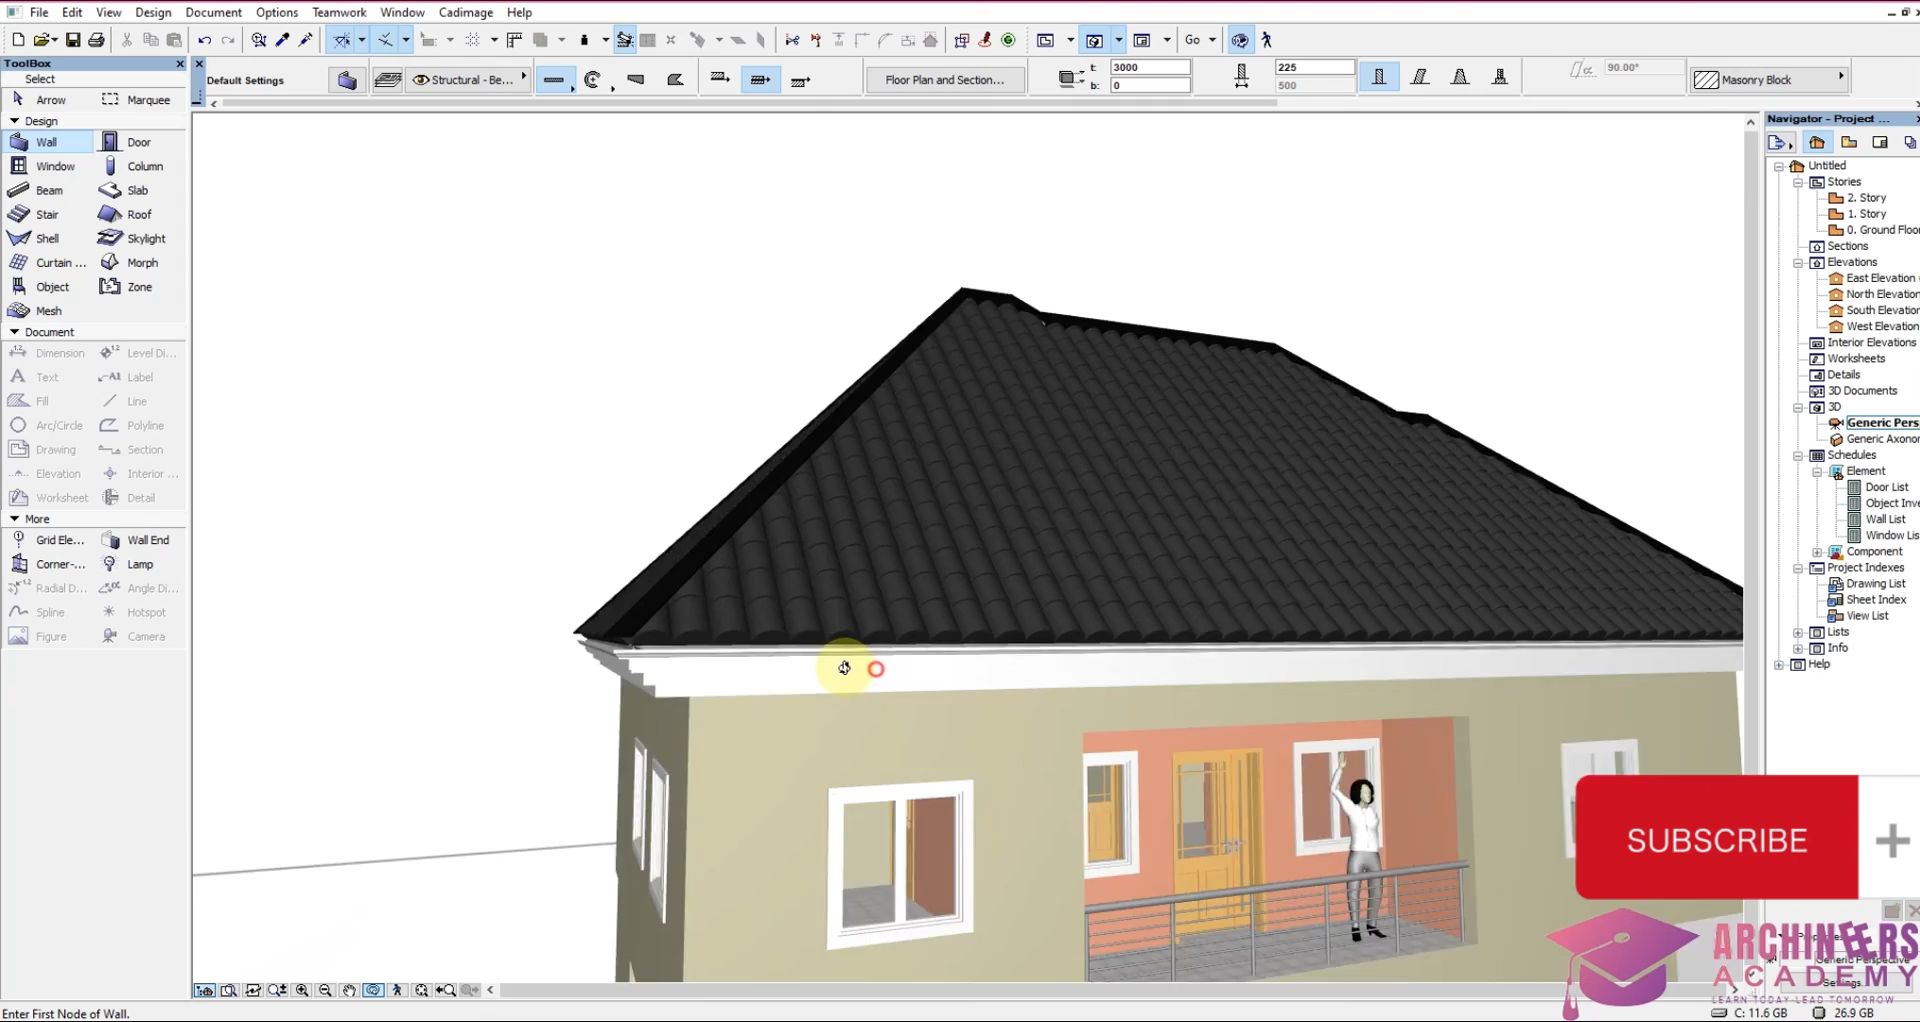 File Edit View Design Document Options Teamwork Window Cadimage Help
Go
ToolBox
Select
Arrow Marquee
Design
Wall Door
Window Column
Beam Slab
Stair Roof
Shell Skylight
Curtain ... Morph
Object Zone
Mesh
Document
Dimension Level Di...
Text Label
Fill Line
Arc/Circle Polyline
Drawing Section
Elevation Interior ...
Worksheet Detail
More
Grid Ele... Wall End
Corner-... Lamp
Radial D... Angle Di...
Spline Hotspot
Figure Camera
Default Settings
Structural - Be...
Floor Plan and Section...
t: 3000
b: 0
225
500
90.00°
Masonry Block
Navigator - Project ...
Untitled
Stories
2. Story
1. Story
0. Ground Floo
Sections
Elevations
East Elevation
North Elevation
South Elevation
West Elevation
Interior Elevations
Worksheets
Details
3D Documents
3D
Generic Pers
Generic Axono
Schedules
Element
Door List
Object Inve
Wall List
Window Lis
Component
Project Indexes
Drawing List
Sheet Index
View List
Lists
Info
Help
SUBSCRIBE
ARCHINEERS
ACADEMY
LEARN TODAY-LEAD TOMORROW
Generic Perspective
Settings...
Enter First Node of Wall.
C: 11.6 GB 26.9 GB